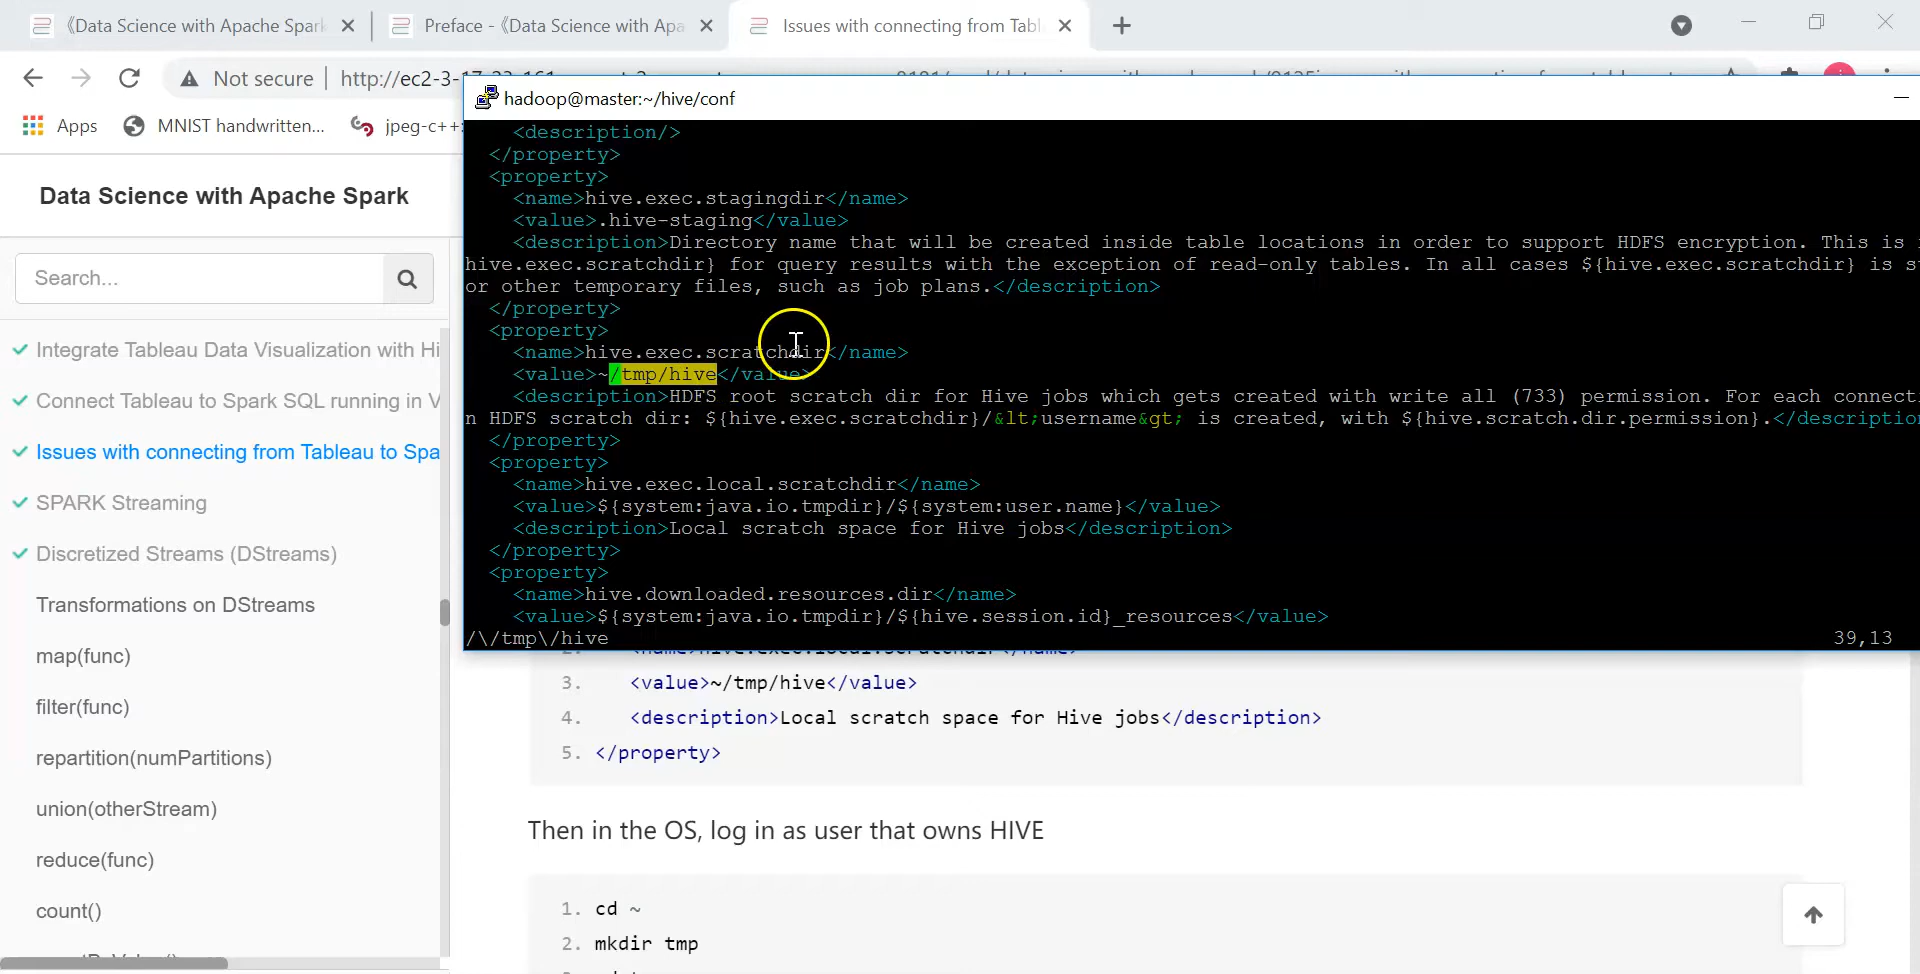 《Data Science with Apache Spark
Preface - 《Data Science with Apa
Issues with connecting from Tabl
Not secure
http://ec2-3-
Apps
MNIST handwritten...
jpeg-c++:
Data Science with Apache Spark
Search...
Integrate Tableau Data Visualization with Hi
Connect Tableau to Spark SQL running in V
Issues with connecting from Tableau to Spa
SPARK Streaming
Discretized Streams (DStreams)
Transformations on DStreams
map(func)
filter(func)
repartition(numPartitions)
union(otherStream)
reduce(func)
count()
hadoop@master:~/hive/conf
<description/>
</property>
<property>
<name>hive.exec.stagingdir</name>
<value>.hive-staging</value>
<description>Directory name that will be created inside table locations in order to support HDFS encryption. This is
hive.exec.scratchdir} for query results with the exception of read-only tables. In all cases ${hive.exec.scratchdir} is
or other temporary files, such as job plans.</description>
</property>
<property>
<name>hive.exec.scratchdir</name>
<value>~/tmp/hive</value>
<description>HDFS root scratch dir for Hive jobs which gets created with write all (733) permission. For each connect
n HDFS scratch dir: ${hive.exec.scratchdir}/&lt;username&gt; is created, with ${hive.scratch.dir.permission}.</descriptio
</property>
<property>
<name>hive.exec.local.scratchdir</name>
<value>${system:java.io.tmpdir}/${system:user.name}</value>
<description>Local scratch space for Hive jobs</description>
</property>
<property>
<name>hive.downloaded.resources.dir</name>
<value>${system:java.io.tmpdir}/${hive.session.id}_resources</value>
/\/tmp\/hive
39,13
3. <value>~/tmp/hive</value>
4. <description>Local scratch space for Hive jobs</description>
5. </property>
Then in the OS, log in as user that owns HIVE
1. cd ~
2. mkdir tmp